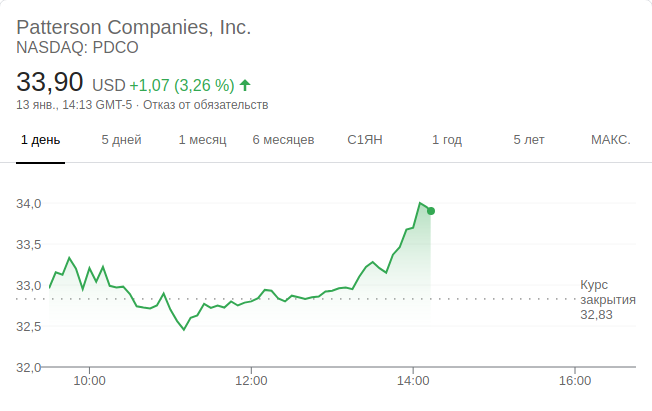 Patterson Companies, Inc.
NASDAQ: PDCO
33,90 USD +1,07 (3,26 %)
13 янв., 14:13 GMT-5 · Отказ от обязательств
1 день 5 дней 1 месяц 6 месяцев С1ЯН 1 год 5 лет МАКС.
34,0
33,5
33,0
32,5
32,0
Курс
закрытия
32,83
10:00 12:00 14:00 16:00